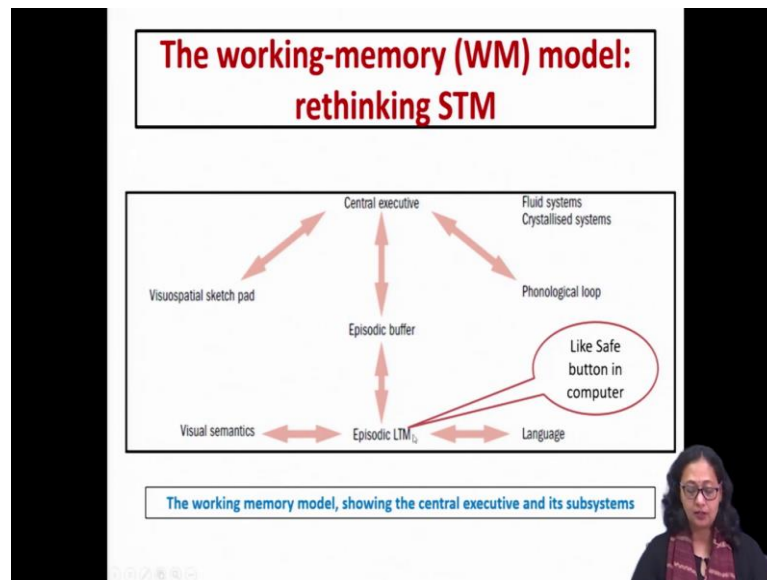 The working-memory (WM) model:
rethinking STM
Central executive
Fluid systems
Crystallised systems
Visuospatial sketch pad
Phonological loop
Episodic buffer
Like Safe
button in
computer
Visual semantics
Episodic LTM
Language
The working memory model, showing the central executive and its subsystems